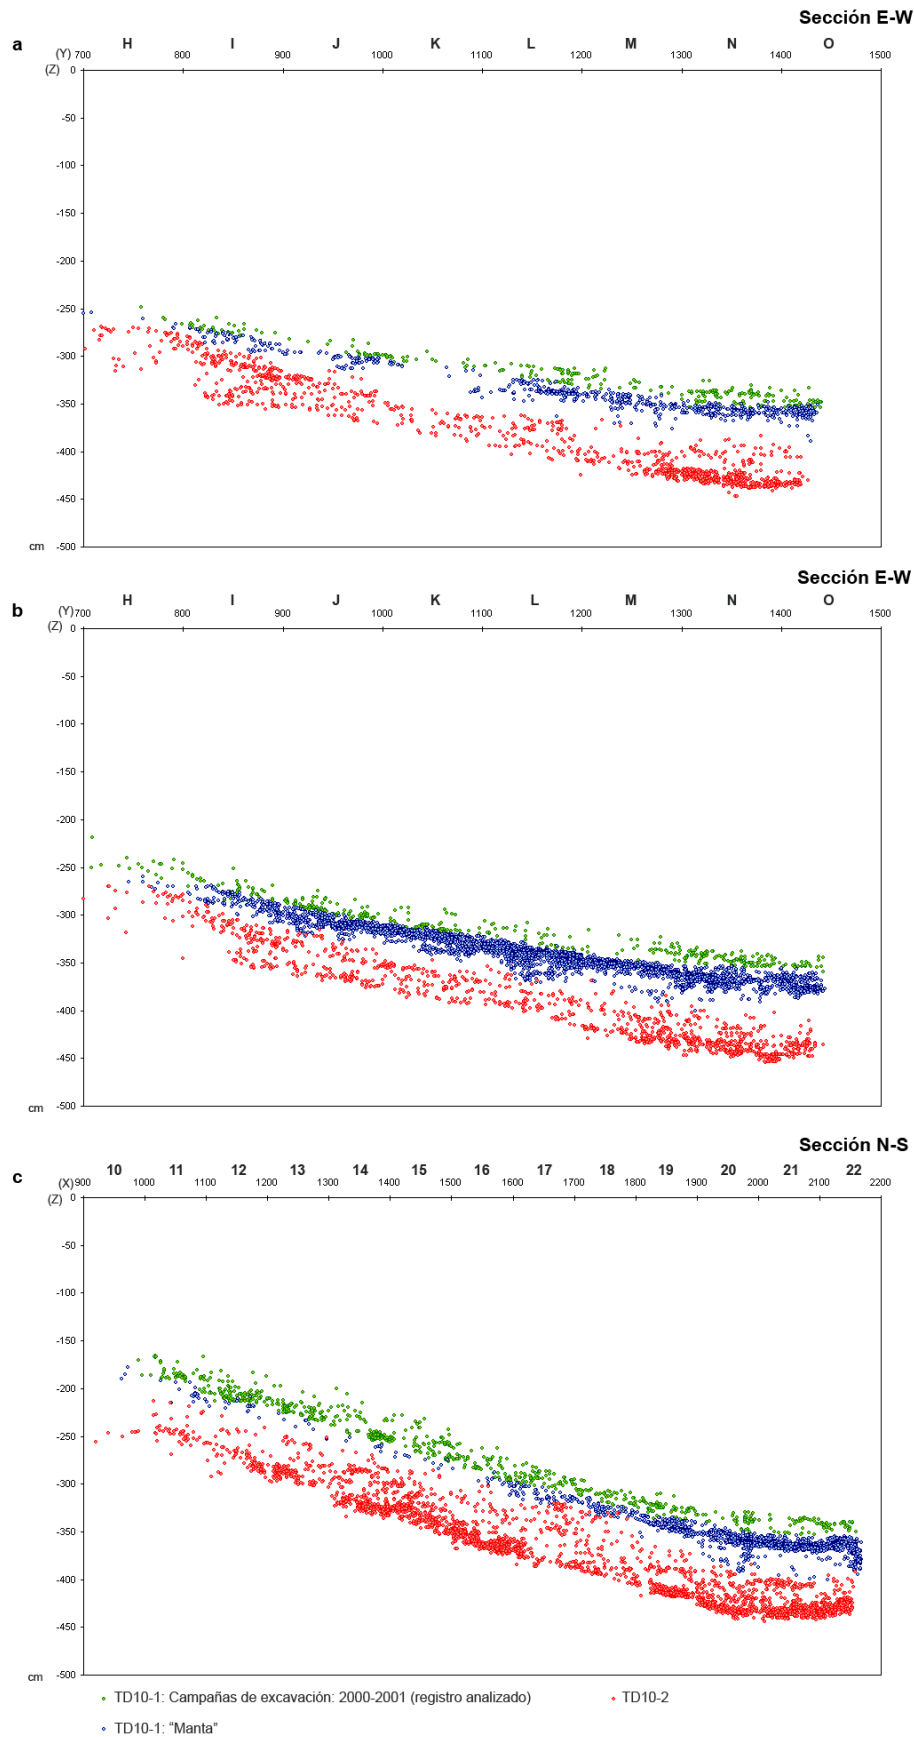 Sección E-W
a H I J K L M N O
(Y) 700 800 900 1000 1100 1200 1300 1400 1500
(Z) 0
-50
-100
-150
-200
-250
-300
-350
-400
-450
cm -500
Sección E-W
b H I J K L M N O
(Y) 700 800 900 1000 1100 1200 1300 1400 1500
(Z) 0
-50
-100
-150
-200
-250
-300
-350
-400
-450
cm -500
Sección N-S
c 10 11 12 13 14 15 16 17 18 19 20 21 22
(X) 900 1000 1100 1200 1300 1400 1500 1600 1700 1800 1900 2000 2100 2200
(Z) 0
-50
-100
-150
-200
-250
-300
-350
-400
-450
cm -500
TD10-1: Campañas de excavación: 2000-2001 (registro analizado) TD10-2
TD10-1: “Manta”